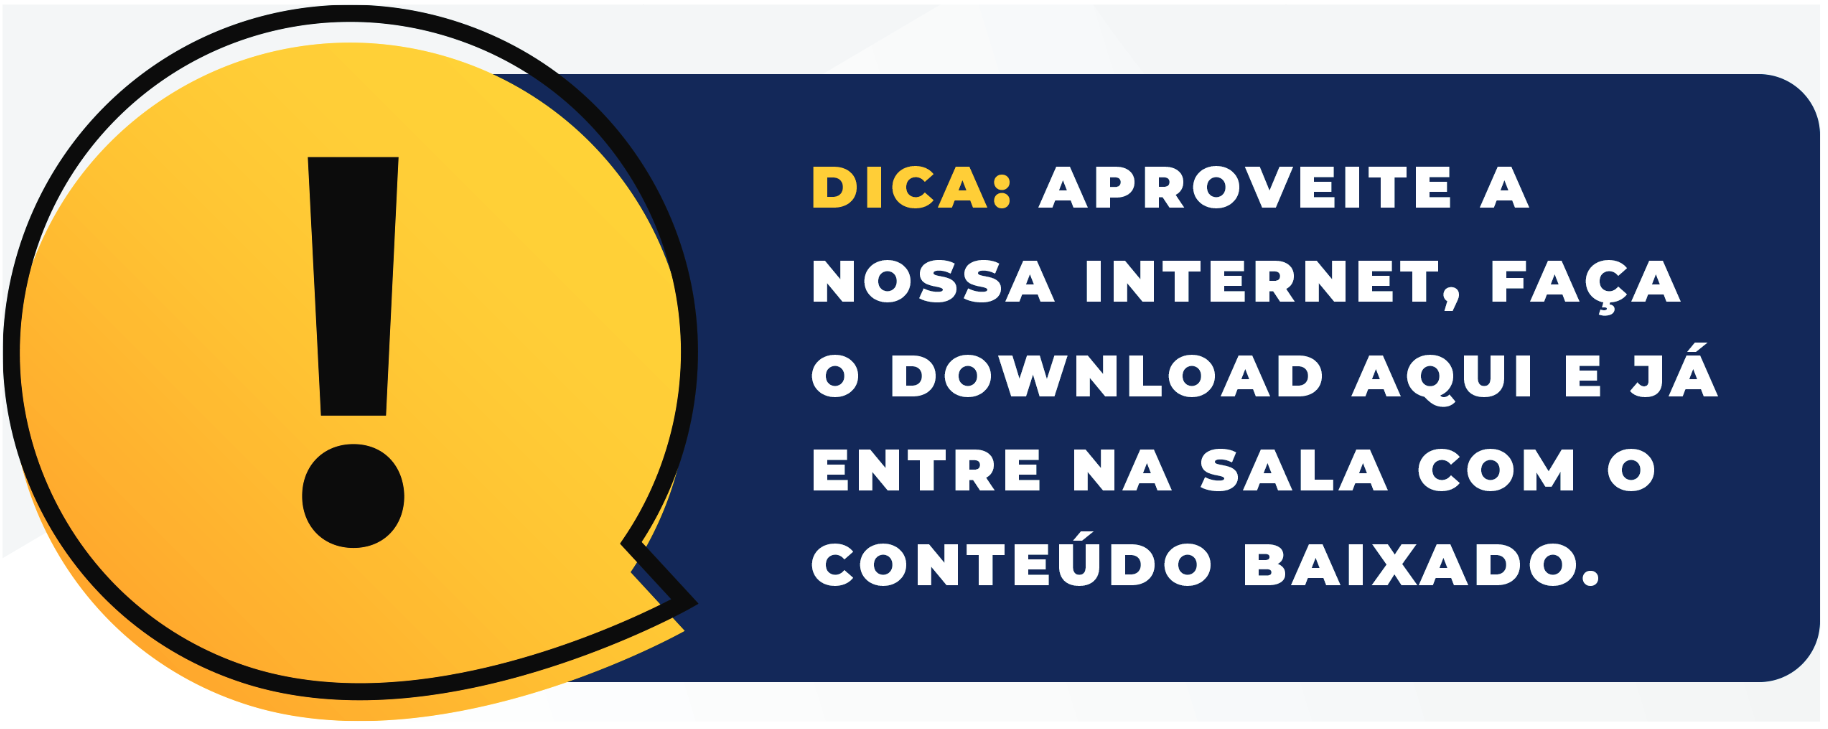 DICA: APROVEITE A
NOSSA INTERNET, FAÇA
O DOWNLOAD AQUI E JÁ
ENTRE NA SALA COM O
CONTEÚDO BAIXADO.